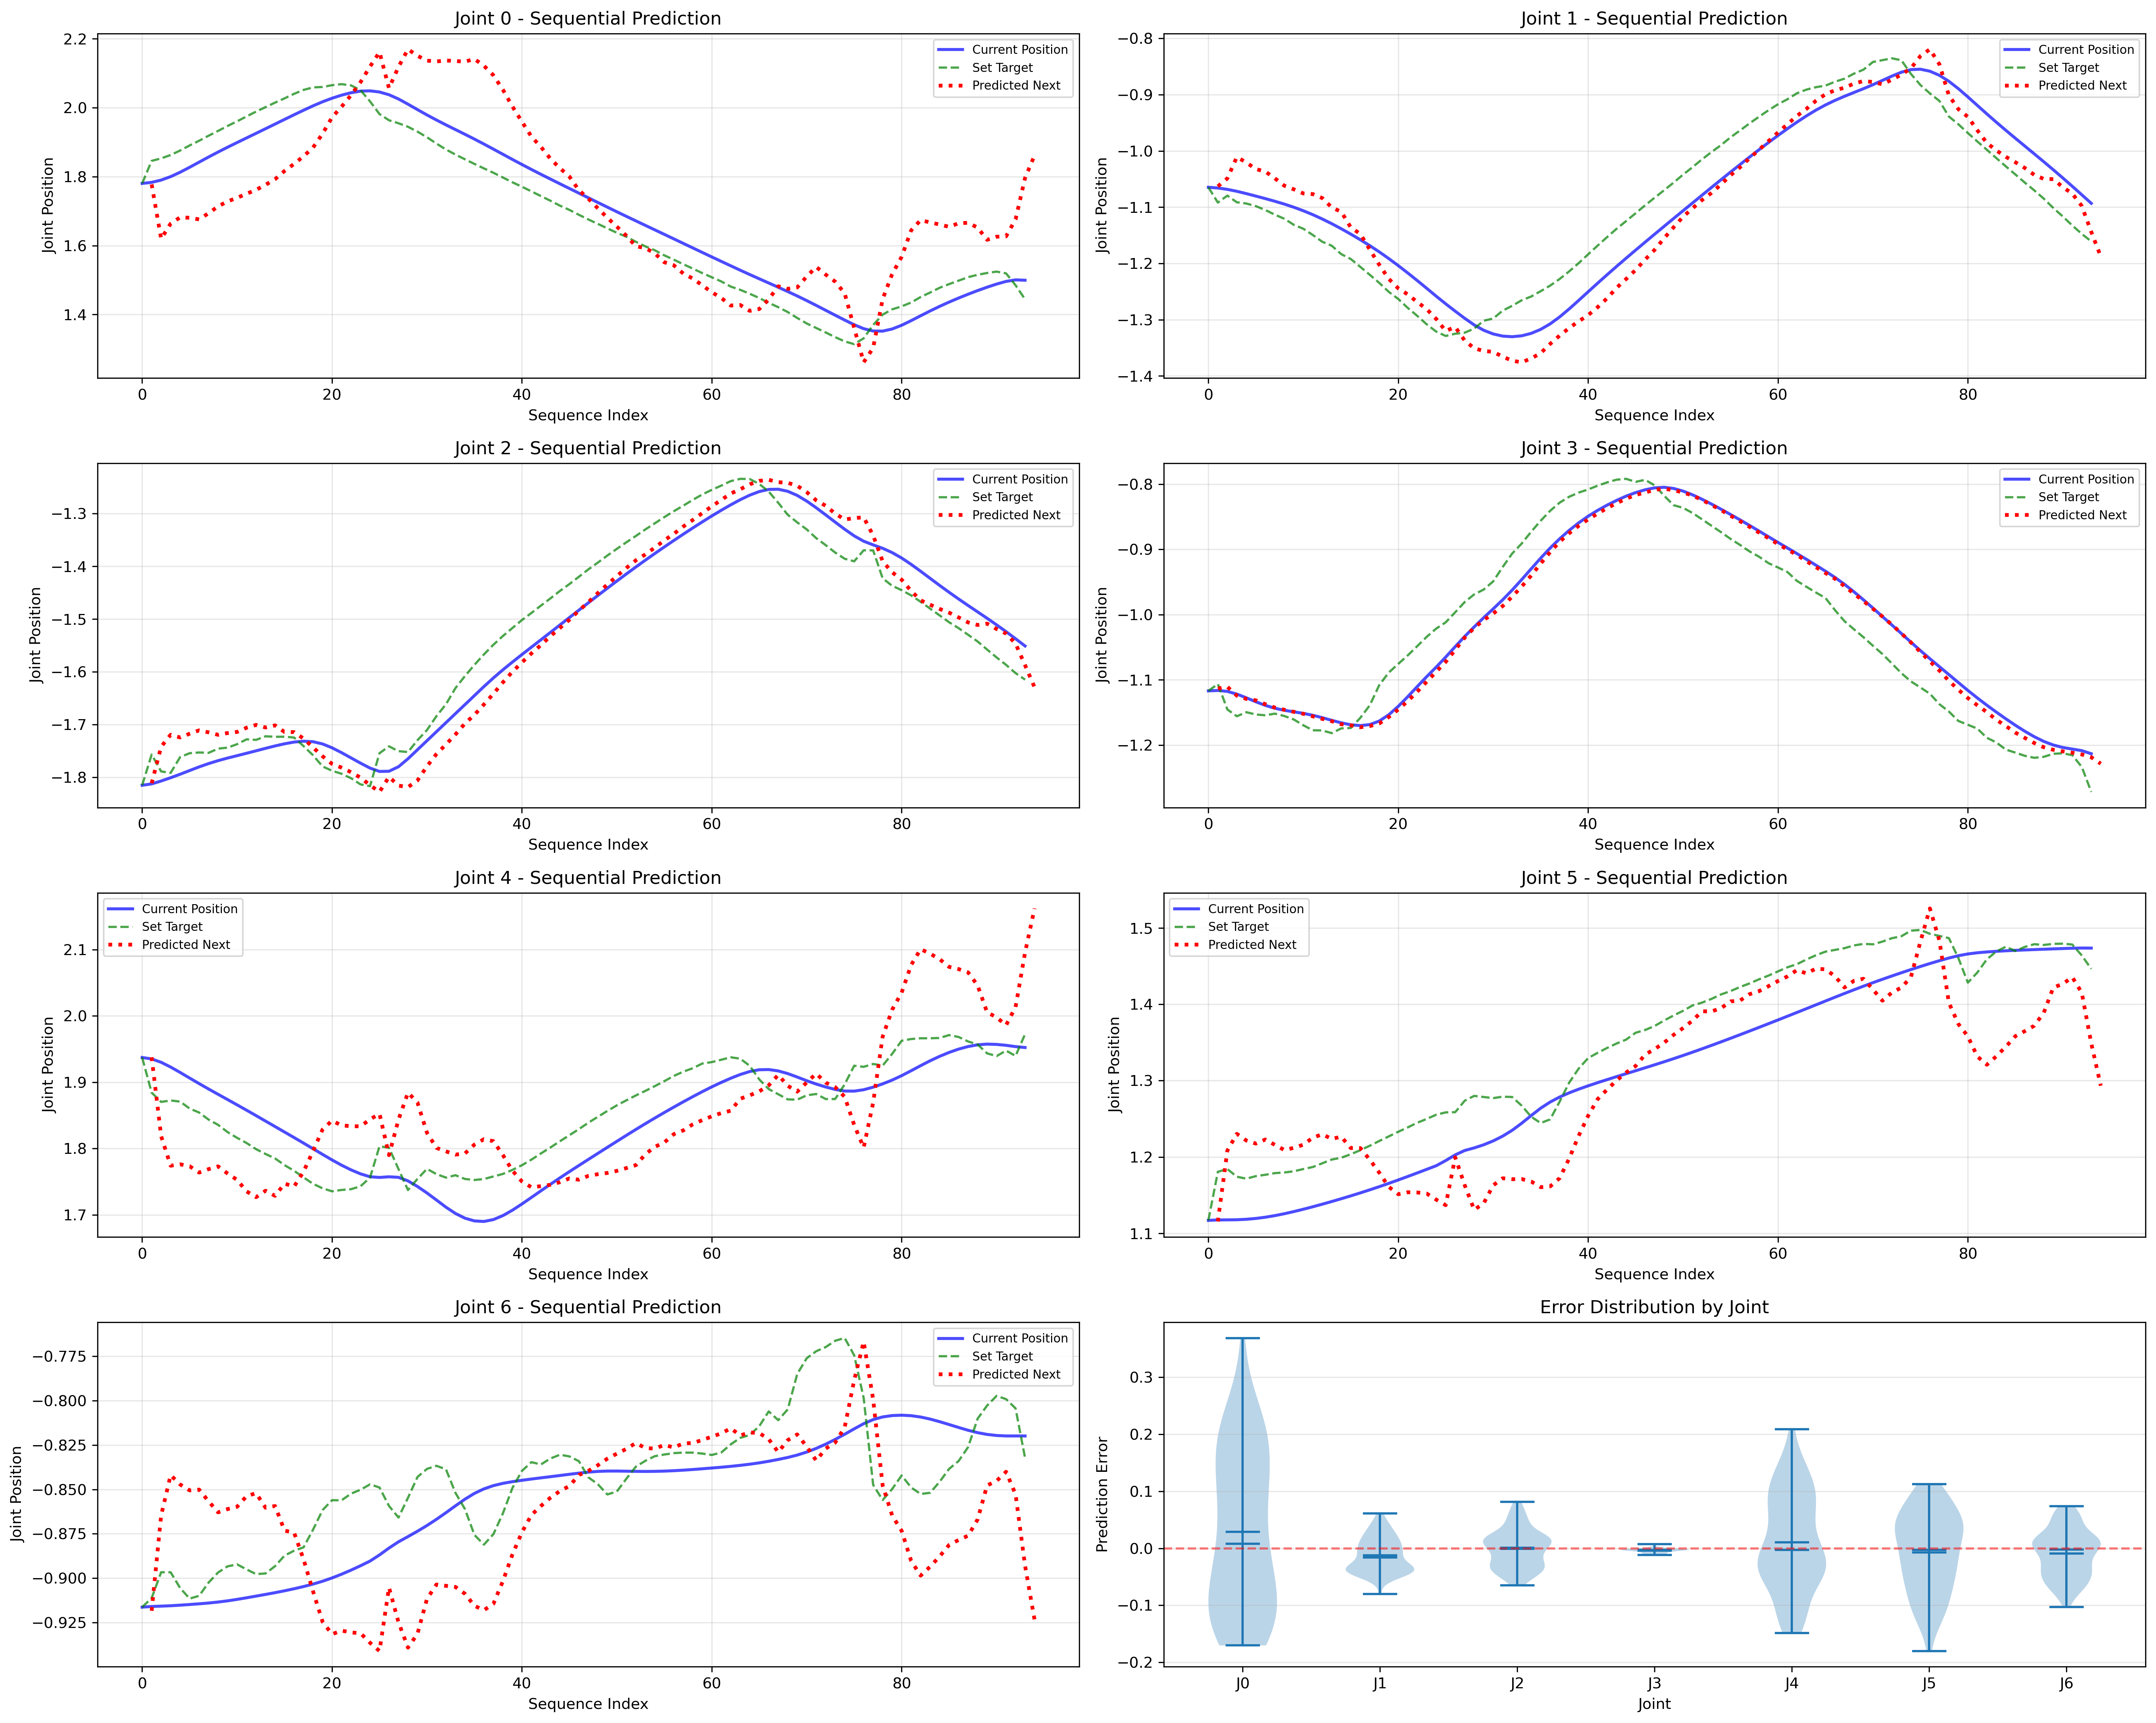 Joint 0 - Sequential Prediction
2.2
2.0
1.8
1.6
1.4
Joint Position
0
20
40
60
80
Sequence Index
Current Position
Set Target
Predicted Next
Joint 1 - Sequential Prediction
−0.8
−0.9
−1.0
−1.1
−1.2
−1.3
−1.4
Joint Position
0
20
40
60
80
Sequence Index
Current Position
Set Target
Predicted Next
Joint 2 - Sequential Prediction
−1.3
−1.4
−1.5
−1.6
−1.7
−1.8
Joint Position
0
20
40
60
80
Sequence Index
Current Position
Set Target
Predicted Next
Joint 3 - Sequential Prediction
−0.8
−0.9
−1.0
−1.1
−1.2
Joint Position
0
20
40
60
80
Sequence Index
Current Position
Set Target
Predicted Next
Joint 4 - Sequential Prediction
2.1
2.0
1.9
1.8
1.7
Joint Position
0
20
40
60
80
Sequence Index
Current Position
Set Target
Predicted Next
Joint 5 - Sequential Prediction
1.5
1.4
1.3
1.2
1.1
Joint Position
0
20
40
60
80
Sequence Index
Current Position
Set Target
Predicted Next
Joint 6 - Sequential Prediction
−0.775
−0.800
−0.825
−0.850
−0.875
−0.900
−0.925
Joint Position
0
20
40
60
80
Sequence Index
Current Position
Set Target
Predicted Next
Error Distribution by Joint
0.3
0.2
0.1
0.0
−0.1
−0.2
Prediction Error
J0
J1
J2
J3
J4
J5
J6
Joint